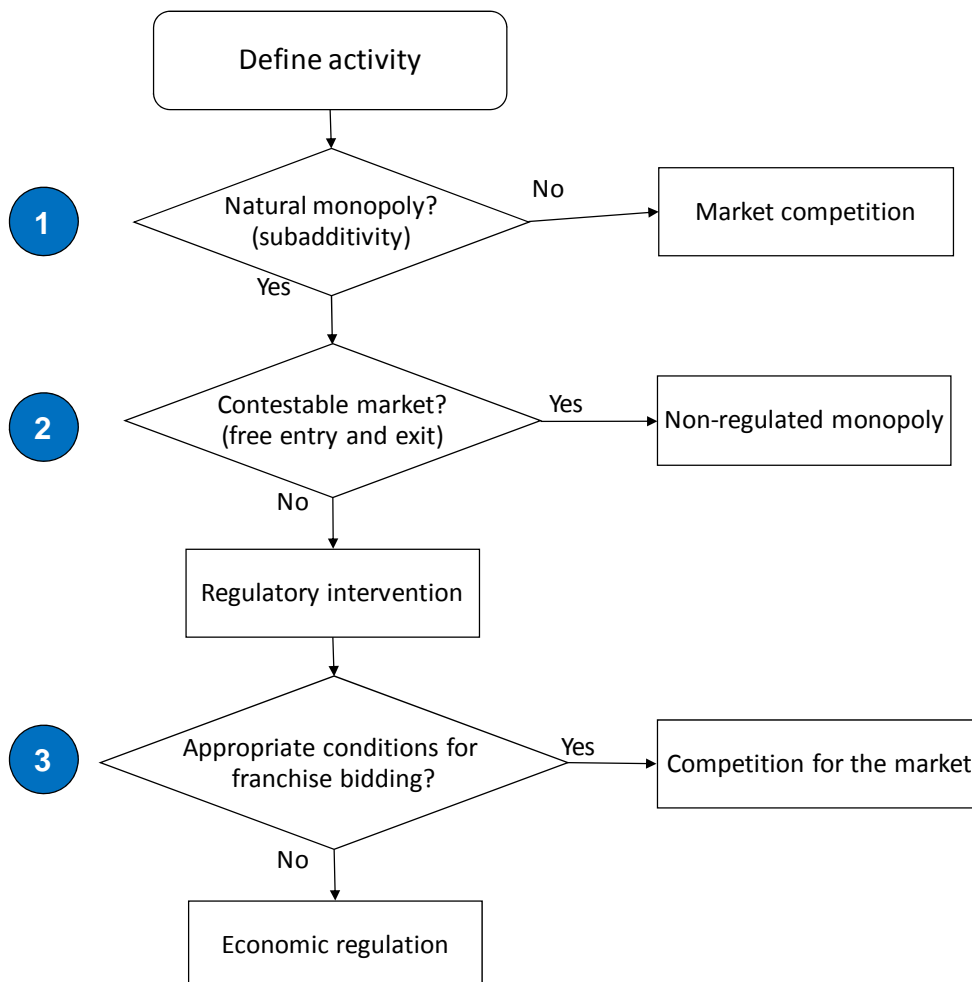 Define activity
1
Natural monopoly?
(subadditivity)
No
Market competition
Yes
2
Contestable market?
(free entry and exit)
Yes
Non-regulated monopoly
No
Regulatory intervention
3
Appropriate conditions for
franchise bidding?
Yes
Competition for the market
No
Economic regulation